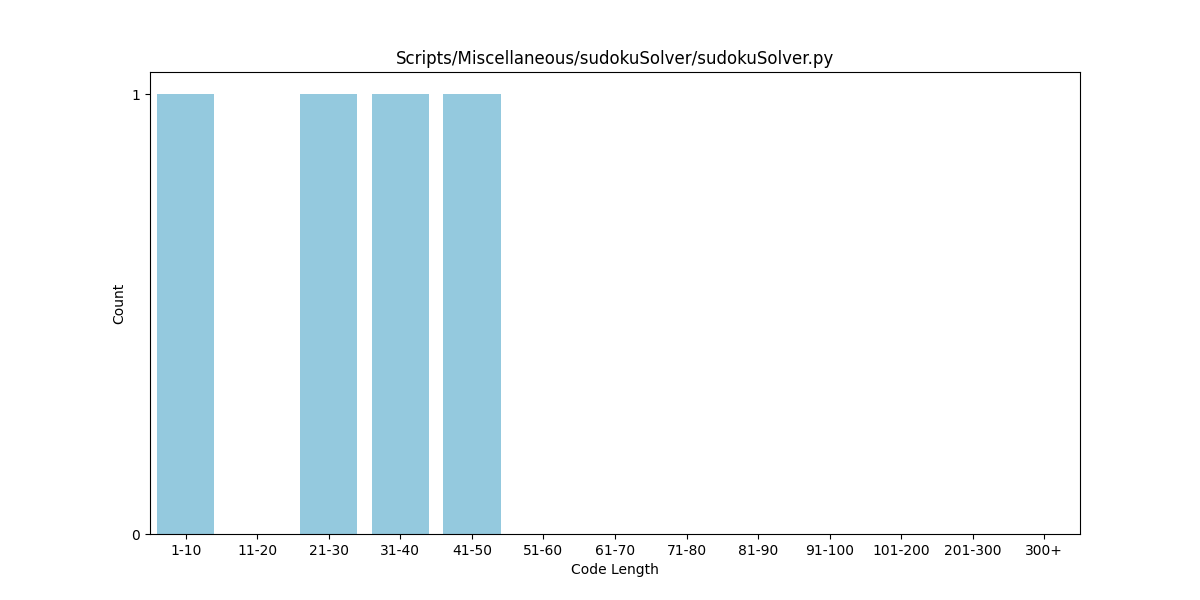 Scripts/Miscellaneous/sudokuSolver/sudokuSolver.py
1
Count
0
1-10 11-20 21-30 31-40 41-50 51-60 61-70 71-80 81-90 91-100 101-200 201-300 300+
Code Length